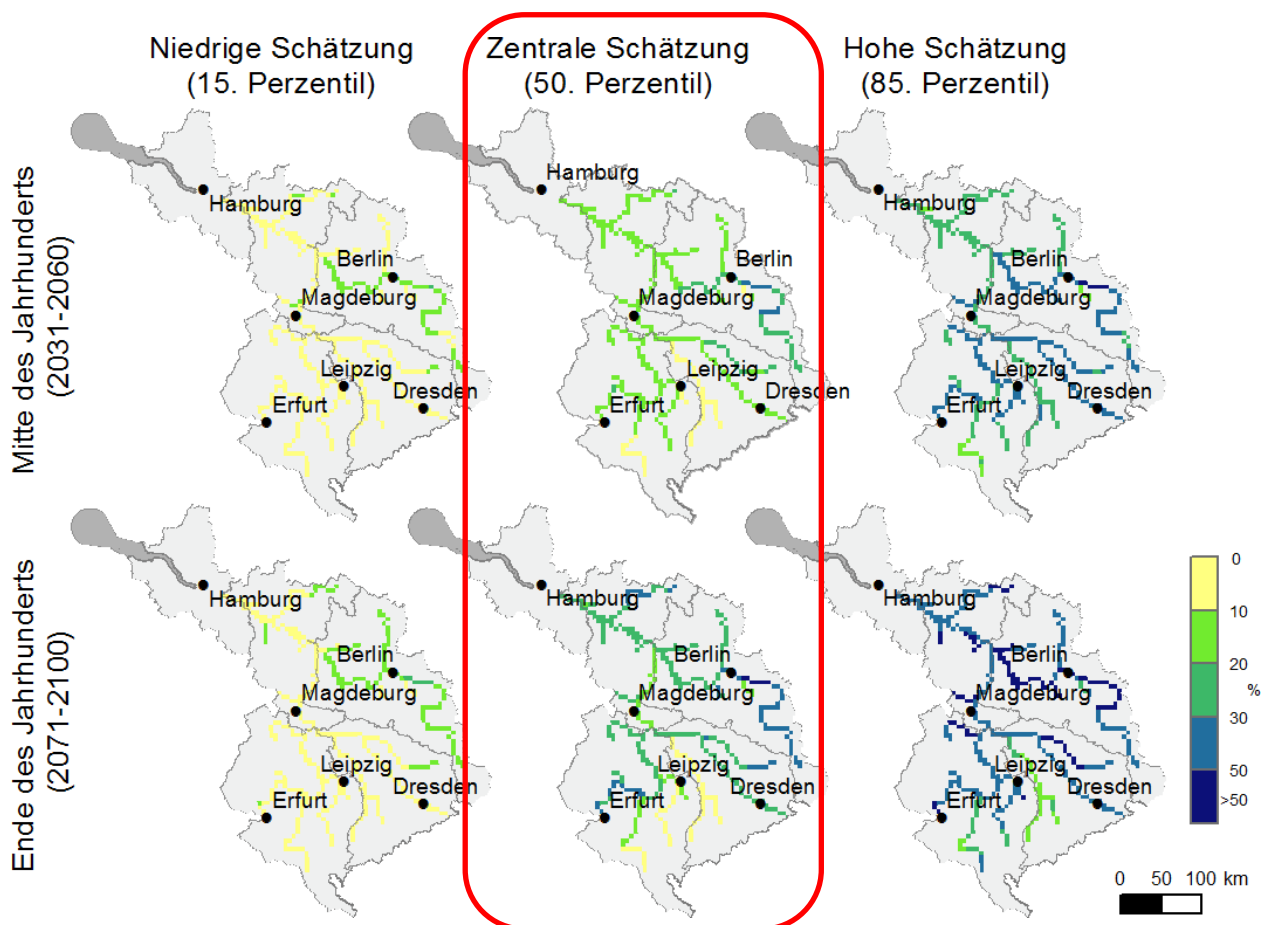 Niedrige Schätzung
(15. Perzentil)
Zentrale Schätzung
(50. Perzentil)
Hohe Schätzung
(85. Perzentil)
Mitte des Jahrhunderts
(2031-2060)
Hamburg
Berlin
Magdeburg
Leipzig
Dresden
Erfurt
Hamburg
Berlin
Magdeburg
Leipzig
Dresden
Erfurt
Hamburg
Berlin
Magdeburg
Leipzig
Dresden
Erfurt
Ende des Jahrhunderts
(2071-2100)
Hamburg
Berlin
Magdeburg
Leipzig
Dresden
Erfurt
Hamburg
Berlin
Magdeburg
Leipzig
Dresden
Erfurt
Hamburg
Berlin
Magdeburg
Leipzig
Dresden
Erfurt
0
10
20
%
30
50
>50
0 50 100 km